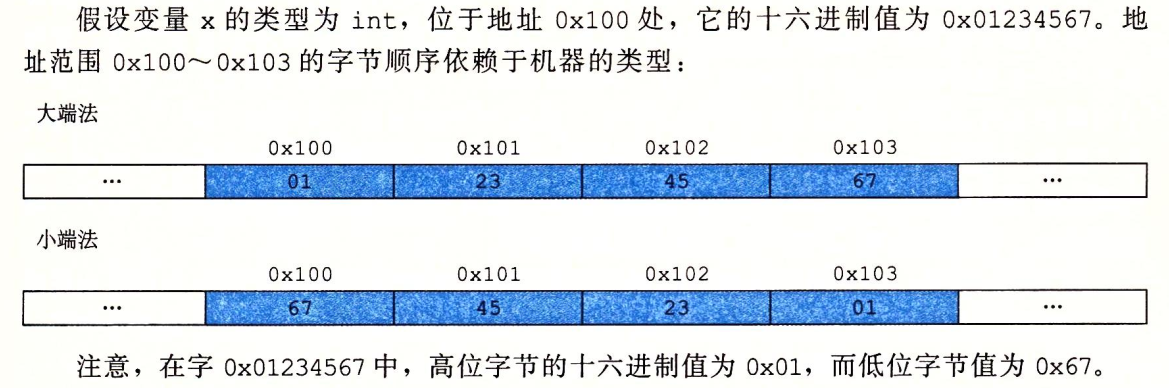 假设变量 x 的类型为 int，位于地址 0x100 处，它的十六进制值为 0x01234567。地
址范围 0x100～0x103 的字节顺序依赖于机器的类型：
大端法
0x100 0x101 0x102 0x103
… 01 23 45 67 …
小端法
0x100 0x101 0x102 0x103
… 67 45 23 01 …
注意，在字 0x01234567 中，高位字节的十六进制值为 0x01，而低位字节值为 0x67。